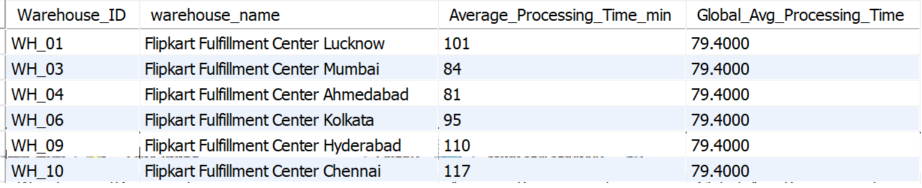 Warehouse_ID warehouse_name Average_Processing_Time_min Global_Avg_Processing_Time
WH_01 Flipkart Fulfillment Center Lucknow 101 79.4000
WH_03 Flipkart Fulfillment Center Mumbai 84 79.4000
WH_04 Flipkart Fulfillment Center Ahmedabad 81 79.4000
WH_06 Flipkart Fulfillment Center Kolkata 95 79.4000
WH_09 Flipkart Fulfillment Center Hyderabad 110 79.4000
WH_10 Flipkart Fulfillment Center Chennai 117 79.4000